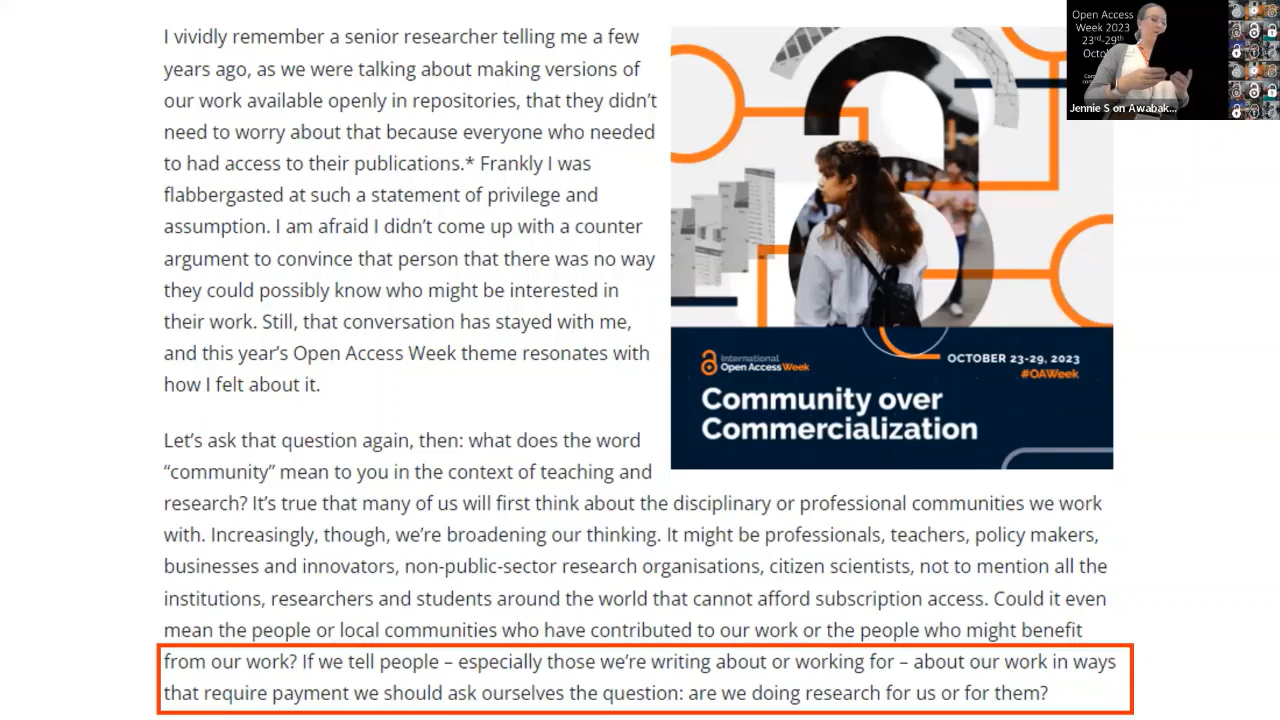 I vividly remember a senior researcher telling me a few
years ago, as we were talking about making versions of
our work available openly in repositories, that they didn't
need to worry about that because everyone who needed
to had access to their publications.* Frankly I was
flabbergasted at such a statement of privilege and
assumption. I am afraid I didn't come up with a counter
argument to convince that person that there was no way
they could possibly know who might be interested in
their work. Still, that conversation has stayed with me,
and this year's Open Access Week theme resonates with
how I felt about it.
Let's ask that question again, then: what does the word
“community” mean to you in the context of teaching and
research? It's true that many of us will first think about the disciplinary or professional communities we work
with. Increasingly, though, we're broadening our thinking. It might be professionals, teachers, policy makers,
businesses and innovators, non-public-sector research organisations, citizen scientists, not to mention all the
institutions, researchers and students around the world that cannot afford subscription access. Could it even
mean the people or local communities who have contributed to our work or the people who might benefit
from our work? If we tell people – especially those we're writing about or working for – about our work in ways
that require payment we should ask ourselves the question: are we doing research for us or for them?
International
Open Access Week
OCTOBER 23-29, 2023
#OAWeek
Community over
Commercialization
Open Access
Week 2023
23rd-29th
Jennie S on Awabak...